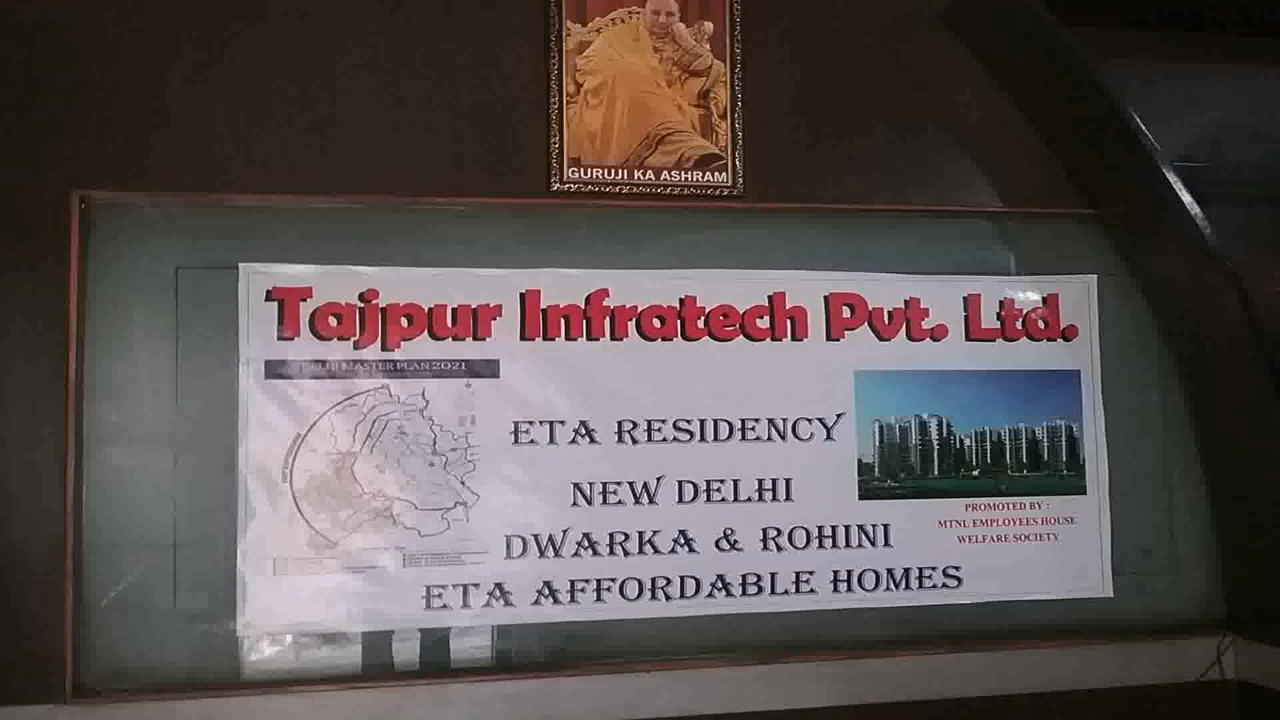 GURUJI KA ASHRAM
Tajpur Infratech Pvt. Ltd.
DELHI MASTER PLAN 2021
ETA RESIDENCY
NEW DELHI
DWARKA & ROHINI
ETA AFFORDABLE HOMES
PROMOTED BY :
MTNL EMPLOYEES HOUSE
WELFARE SOCIETY